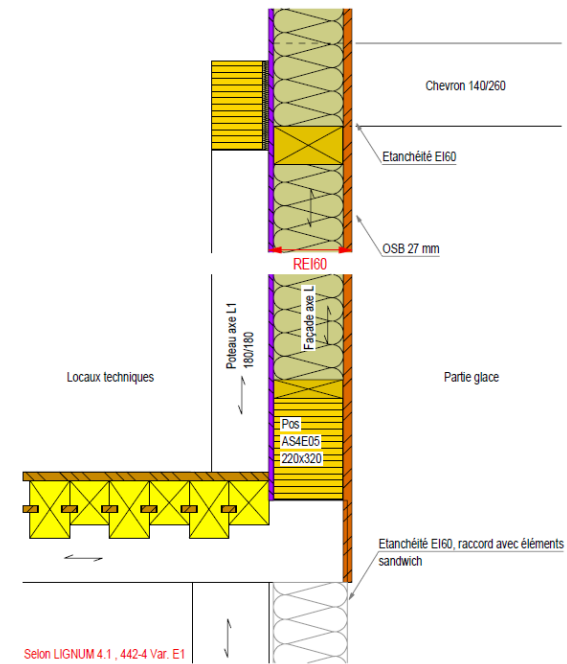 Chevron 140/260
Etanchéité EI60
OSB 27 mm
REI60
Poteau axe L1
180/180
Façade axe L
Locaux techniques
Partie glace
Pos
AS4E05
220x320
Etanchéité EI60, raccord avec éléments
sandwich
Selon LIGNUM 4.1 , 442-4 Var. E1